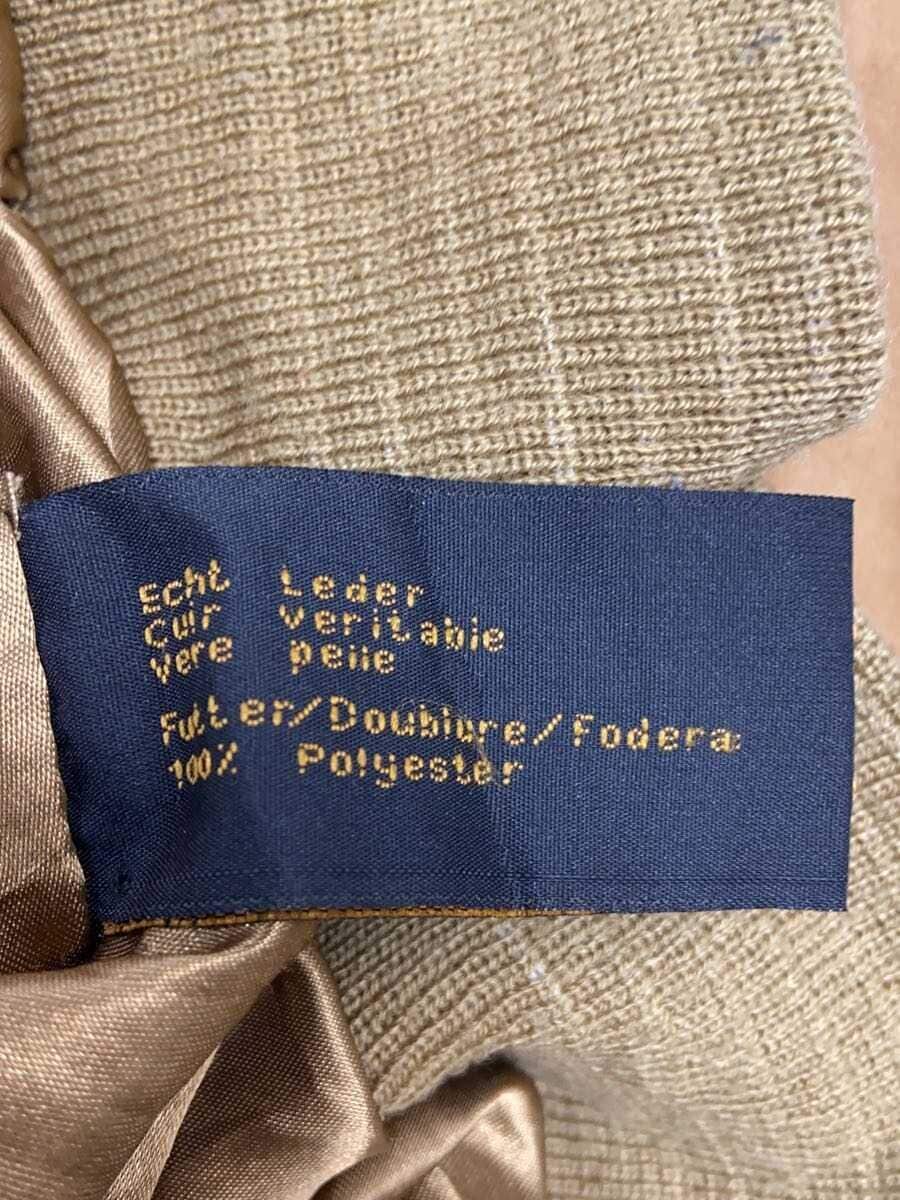 Echt Leder
Cuir Veritable
Vere pelle
Futter/Doublure/Fodera:
100% Polyester